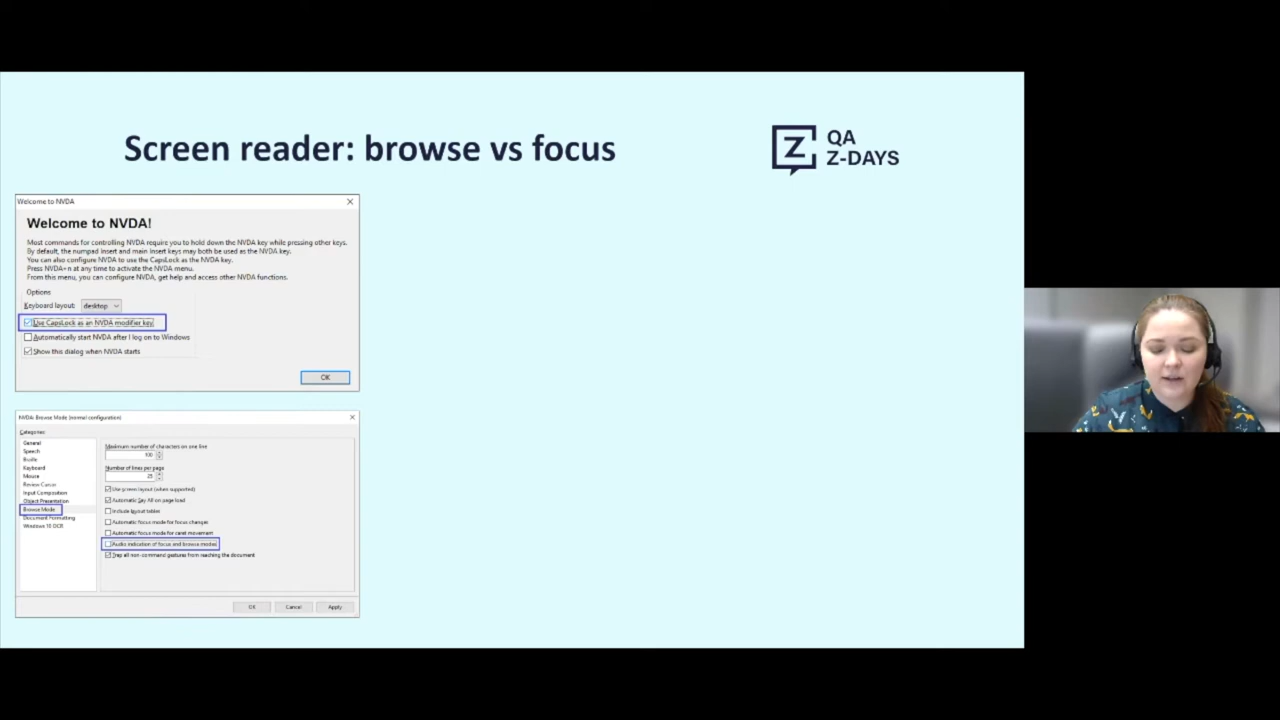 Screen reader: browse vs focus
QA
Z-DAYS
Welcome to NVDA
Welcome to NVDA!
Most commands for controlling NVDA require you to hold down the NVDA key while pressing other keys.
By default, the numpad Insert and main Insert keys may both be used as the NVDA key.
You can also configure NVDA to use the CapsLock as the NVDA key.
Press NVDA+n at any time to activate the NVDA menu.
From this menu, you can configure NVDA, get help and access other NVDA functions.
Options
Keyboard layout: desktop
Use CapsLock as an NVDA modifier key
Automatically start NVDA after I log on to Windows
Show this dialog when NVDA starts
OK
NVDA: Browse Mode (normal configuration)
Categories:
General
Speech
Braille
Keyboard
Mouse
Review Cursor
Input Composition
Object Presentation
Browse Mode
Document Formatting
Windows 10 OCR
Maximum number of characters on one line
100
Number of lines per page
25
Use screen layout (when supported)
Automatic Say All on page load
Include layout tables
Automatic focus mode for focus changes
Automatic focus mode for caret movement
Audio indication of focus and browse modes
Trap all non-command gestures from reaching the document
OK
Cancel
Apply